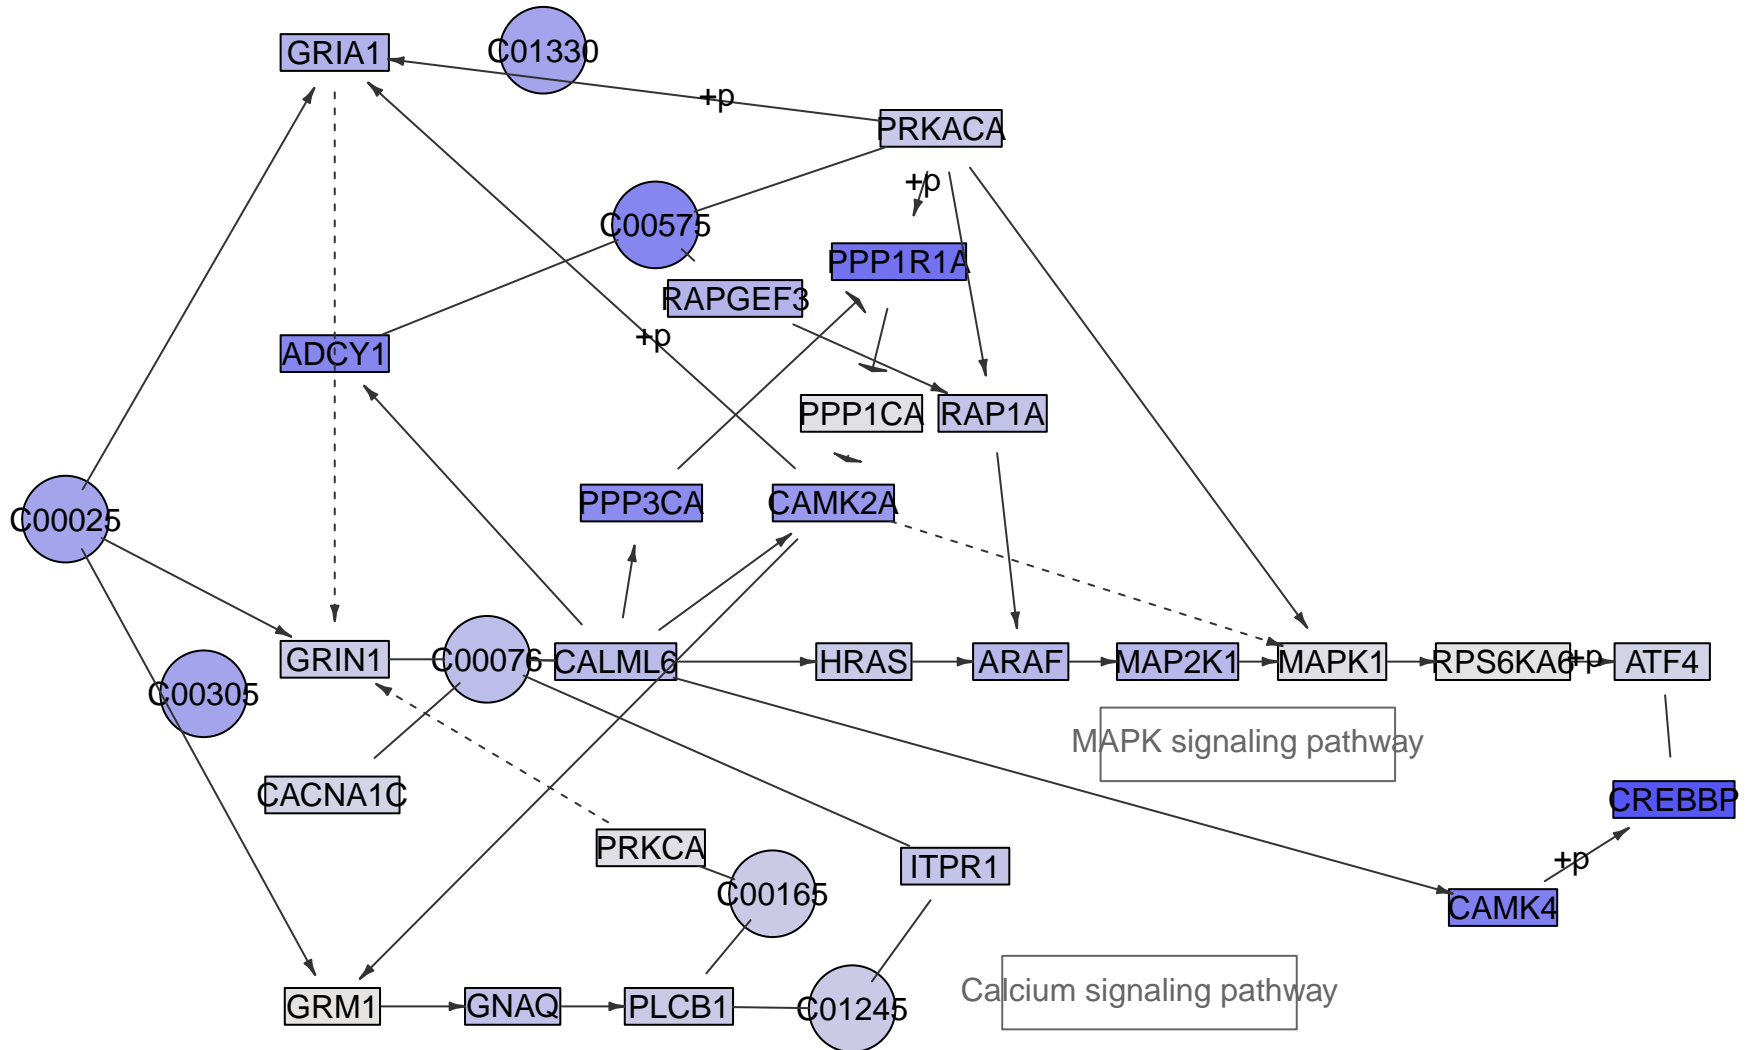 GRIA1
C01330
+p
PRKACA
+p
C00575
PPP1R1A
RAPGEF3
+p
ADCY1
PPP1CA
RAP1A
PPP3CA
CAMK2A
C00025
GRIN1
C00076
CALML6
HRAS
ARAF
MAP2K1
MAPK1
RPS6KA6
+p
ATF4
C00305
MAPK signaling pathway
CACNA1C
CREBBP
PRKCA
ITPR1
+p
C00165
CAMK4
Calcium signaling pathway
GRM1
GNAQ
PLCB1
C01245